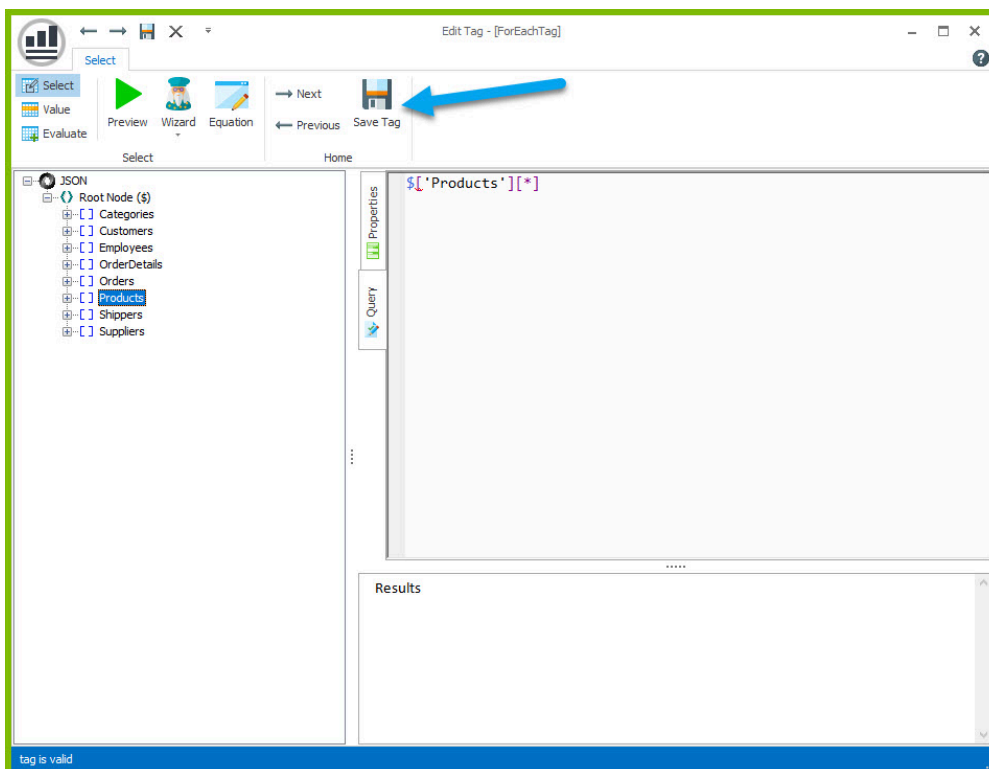 Edit Tag - [ForEachTag]
Select
Select
Value
Evaluate
Preview
Wizard
Equation
Next
Previous
Save Tag
Select
Home
JSON
Root Node ($)
Categories
Customers
Employees
OrderDetails
Orders
Products
Shippers
Suppliers
Properties
Query
$['Products'][*]
Results
tag is valid